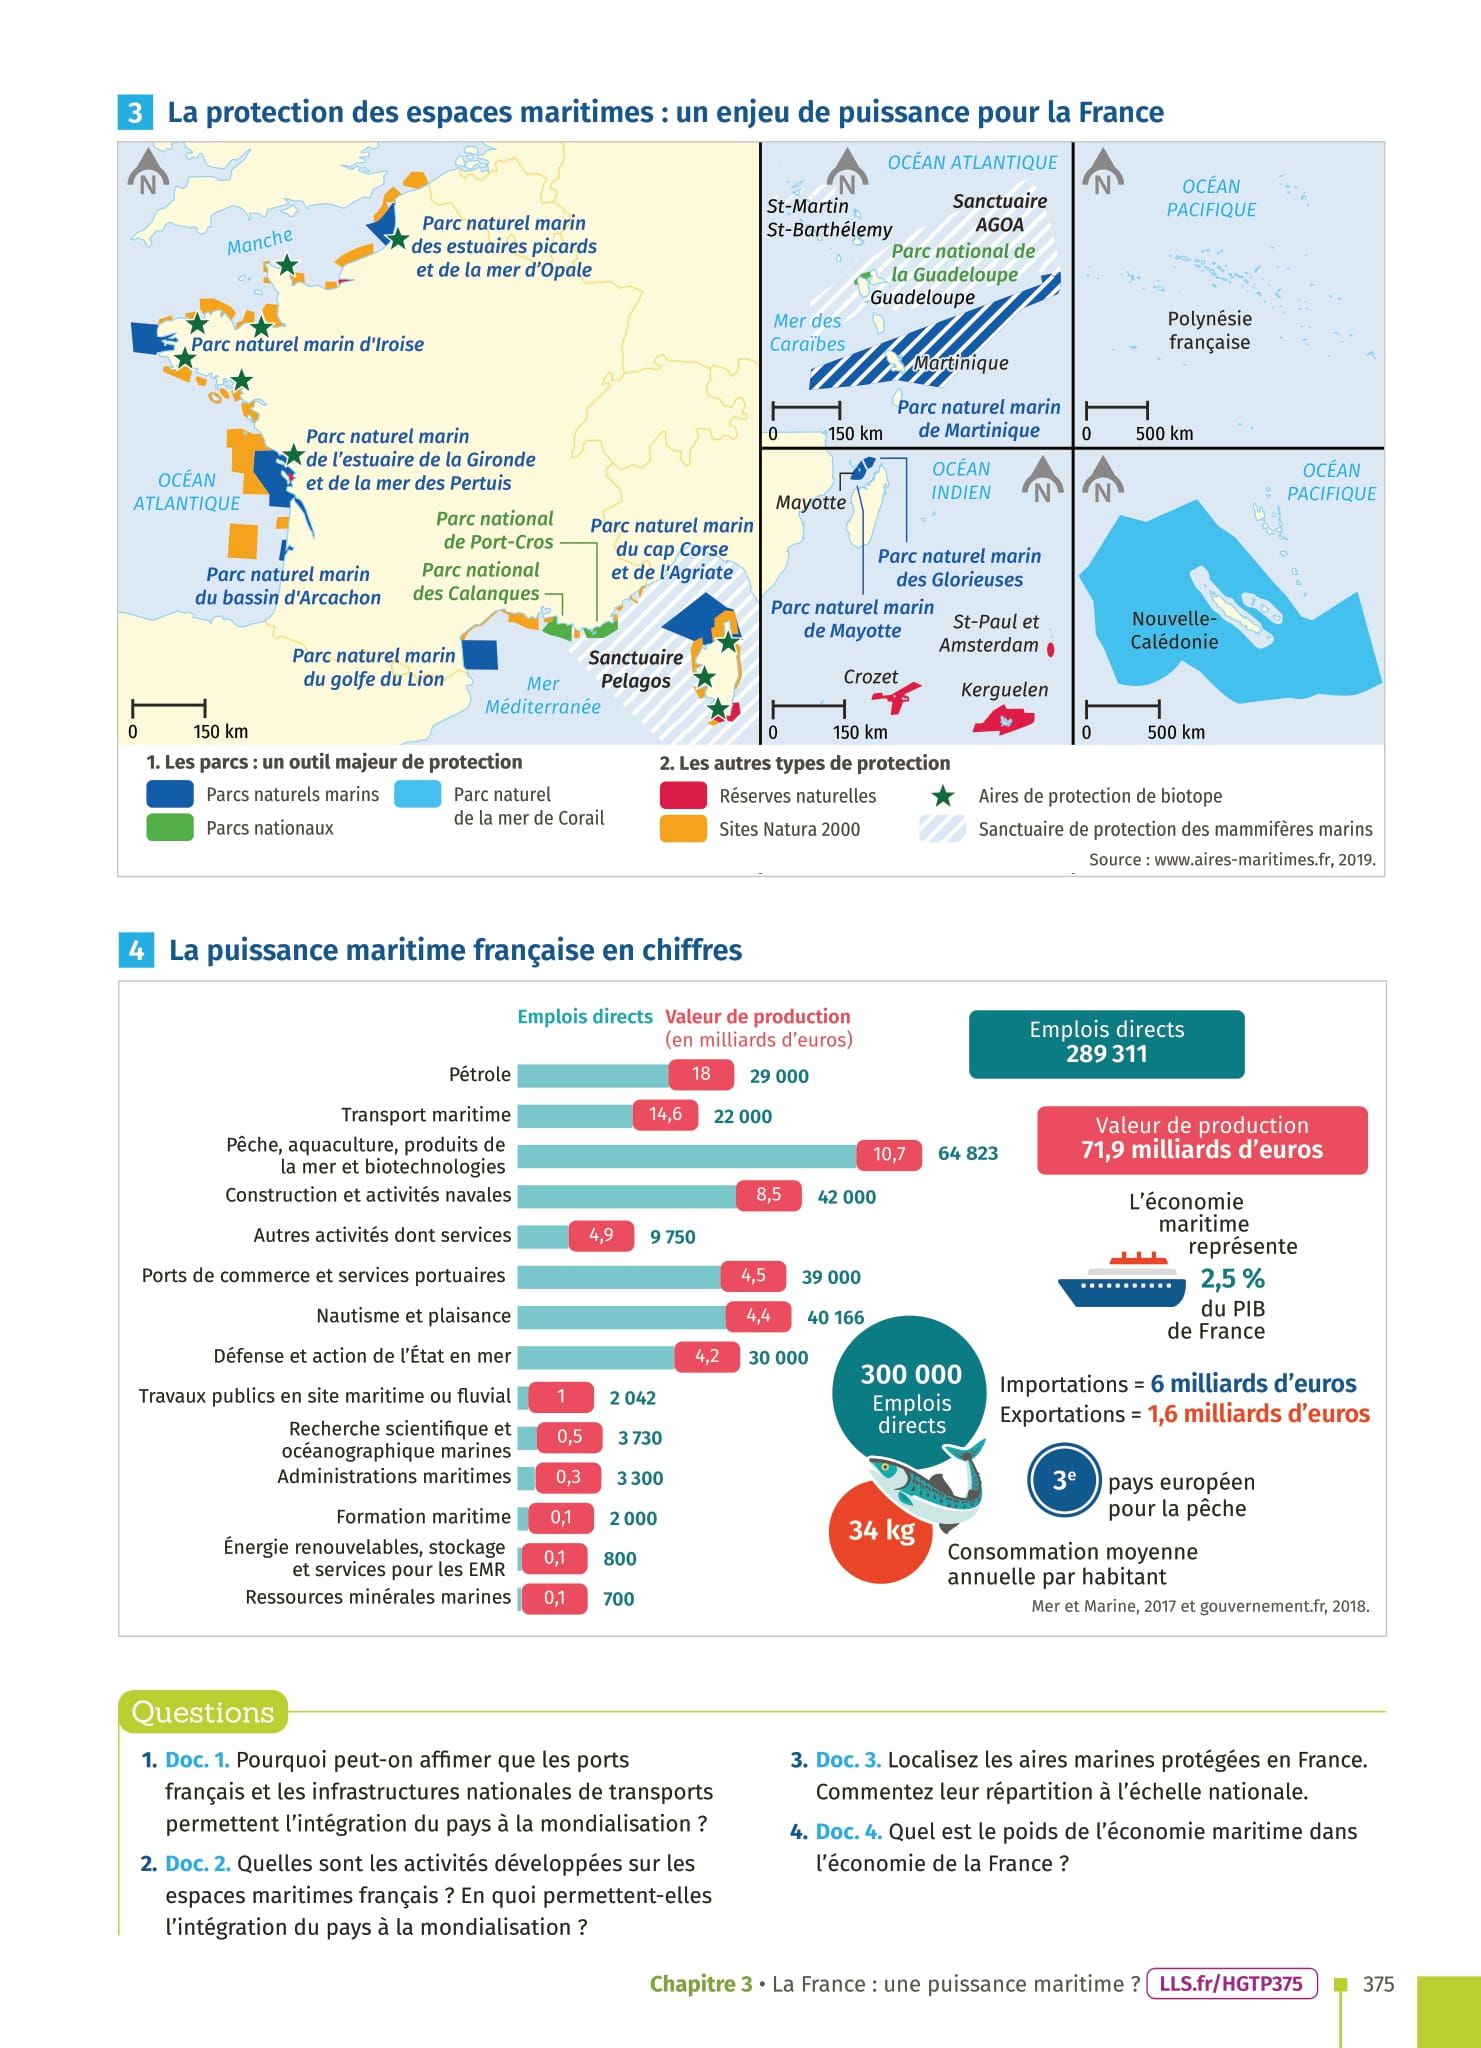 3 La protection des espaces maritimes : un enjeu de puissance pour la France
N
Manche
Parc naturel marin
des estuaires picards
et de la mer d'Opale
Parc naturel marin d'Iroise
Parc naturel marin
de l'estuaire de la Gironde
et de la mer des Pertuis
OCÉAN
ATLANTIQUE
Parc national
de Port-Cros
Parc national
des Calanques
Parc naturel marin
du cap Corse
et de l'Agriate
Parc naturel marin
du bassin d'Arcachon
Parc naturel marin
du golfe du Lion
Sanctuaire
Pelagos
Mer
Méditerranée
0 150 km
N
OCÉAN ATLANTIQUE
St-Martin
St-Barthélemy
Sanctuaire
AGOA
Parc national de
la Guadeloupe
Guadeloupe
Mer des
Caraïbes
Martinique
Parc naturel marin
de Martinique
0 150 km
N
OCÉAN
PACIFIQUE
Polynésie
française
0 500 km
OCÉAN
INDIEN
N
Mayotte
Parc naturel marin
des Glorieuses
Parc naturel marin
de Mayotte
St-Paul et
Amsterdam
Crozet
Kerguelen
0 150 km
N
OCÉAN
PACIFIQUE
Nouvelle-
Calédonie
0 500 km
1. Les parcs : un outil majeur de protection
Parcs naturels marins
Parc naturel
de la mer de Corail
Parcs nationaux
2. Les autres types de protection
Réserves naturelles
Aires de protection de biotope
Sites Natura 2000
Sanctuaire de protection des mammifères marins
Source : www.aires-maritimes.fr, 2019.
4 La puissance maritime française en chiffres
Emplois directs Valeur de production
(en milliards d'euros)
Pétrole 18 29 000
Transport maritime 14,6 22 000
Pêche, aquaculture, produits de
la mer et biotechnologies 10,7 64 823
Construction et activités navales 8,5 42 000
Autres activités dont services 4,9 9 750
Ports de commerce et services portuaires 4,5 39 000
Nautisme et plaisance 4,4 40 166
Défense et action de l'État en mer 4,2 30 000
Travaux publics en site maritime ou fluvial 1 2 042
Recherche scientifique et
océanographique marines 0,5 3 730
Administrations maritimes 0,3 3 300
Formation maritime 0,1 2 000
Énergie renouvelables, stockage
et services pour les EMR 0,1 800
Ressources minérales marines 0,1 700
Emplois directs
289 311
Valeur de production
71,9 milliards d'euros
L'économie
maritime
représente
2,5 %
du PIB
de France
300 000
Emplois
directs
Importations = 6 milliards d'euros
Exportations = 1,6 milliards d'euros
3e pays européen
pour la pêche
34 kg
Consommation moyenne
annuelle par habitant
Mer et Marine, 2017 et gouvernement.fr, 2018.
Questions
1. Doc. 1. Pourquoi peut-on affimer que les ports
français et les infrastructures nationales de transports
permettent l'intégration du pays à la mondialisation ?
2. Doc. 2. Quelles sont les activités développées sur les
espaces maritimes français ? En quoi permettent-elles
l'intégration du pays à la mondialisation ?
3. Doc. 3. Localisez les aires marines protégées en France.
Commentez leur répartition à l'échelle nationale.
4. Doc. 4. Quel est le poids de l'économie maritime dans
l'économie de la France ?
Chapitre 3 • La France : une puissance maritime ? LLS.fr/HGTP375 375